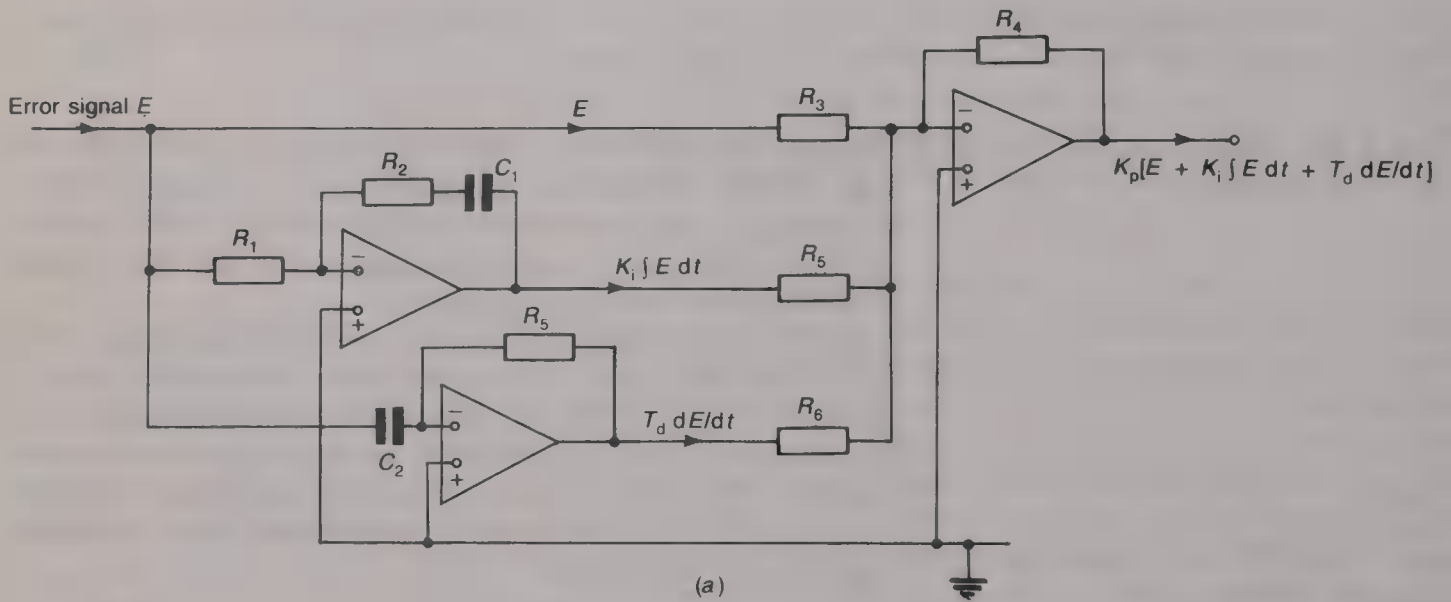 R₄
Error signal E
E
R₃
−
+
K_p[E + K_i ∫ E dt + T_d dE/dt]
R₂
C₁
R₁
−
+
K_i ∫ E dt
R₅
R₅
−
+
C₂
T_d dE/dt
R₆
(a)